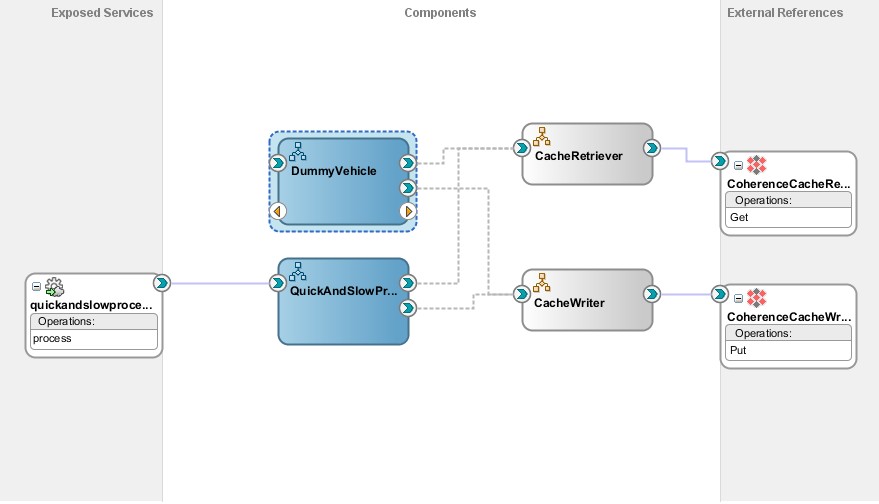 Exposed Services
Components
External References
DummyVehicle
CacheRetriever
CoherenceCacheRe...
Operations:
Get
quickandslowproce...
Operations:
process
QuickAndSlowPr...
CacheWriter
CoherenceCacheWr...
Operations:
Put